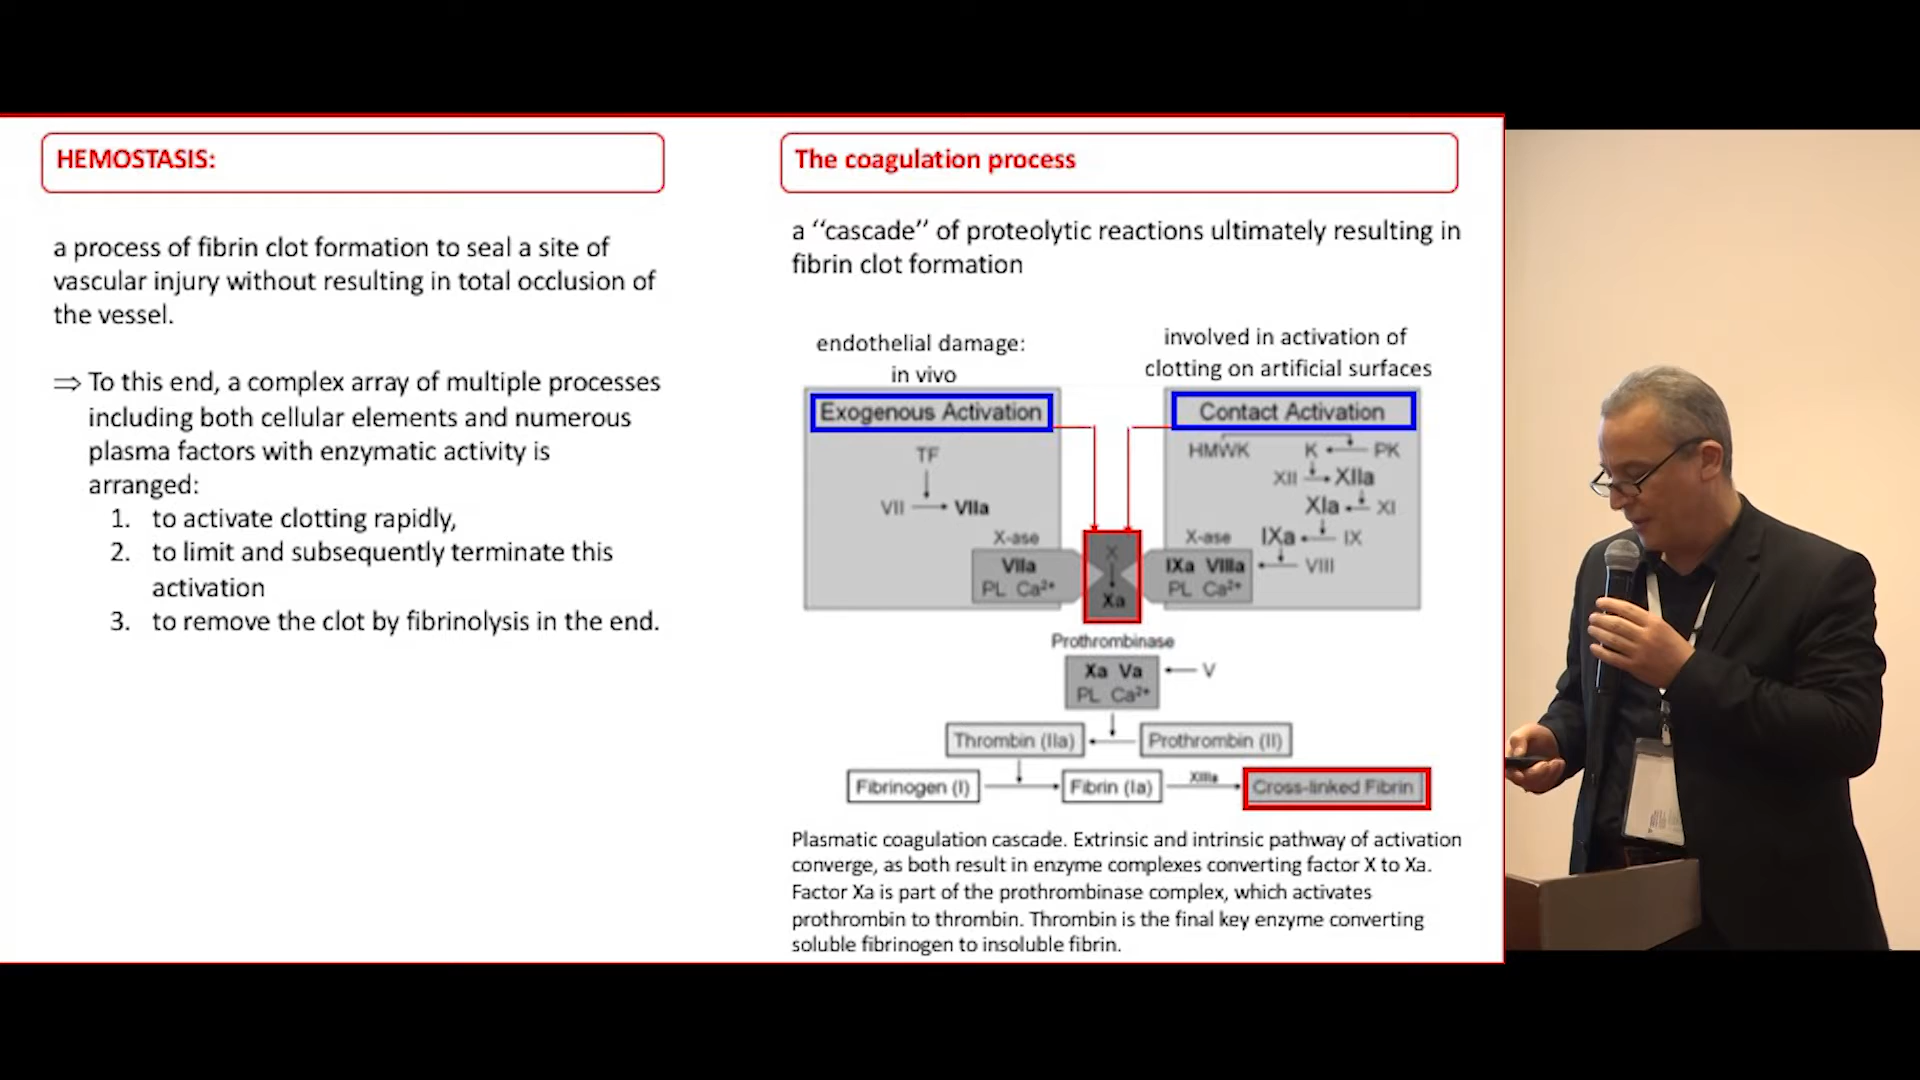 HEMOSTASIS:
a process of fibrin clot formation to seal a site of
vascular injury without resulting in total occlusion of
the vessel.
⇒ To this end, a complex array of multiple processes
including both cellular elements and numerous
plasma factors with enzymatic activity is
arranged:
1. to activate clotting rapidly,
2. to limit and subsequently terminate this
activation
3. to remove the clot by fibrinolysis in the end.
The coagulation process
a “cascade” of proteolytic reactions ultimately resulting in
fibrin clot formation
endothelial damage:
in vivo
involved in activation of
clotting on artificial surfaces
Exogenous Activation
TF
VII VIIa
X-ase
VIIa
PL Ca²⁺
Contact Activation
HMWK K PK
XII XIIa
XIa XI
X-ase IXa IX
IXa VIIIa VIII
PL Ca²⁺
X
Xa
Prothrombinase
Xa Va V
PL Ca²⁺
Thrombin (IIa) Prothrombin (II)
Fibrinogen (I) Fibrin (Ia) XIIIa Cross-linked Fibrin
Plasmatic coagulation cascade. Extrinsic and intrinsic pathway of activation
converge, as both result in enzyme complexes converting factor X to Xa.
Factor Xa is part of the prothrombinase complex, which activates
prothrombin to thrombin. Thrombin is the final key enzyme converting
soluble fibrinogen to insoluble fibrin.